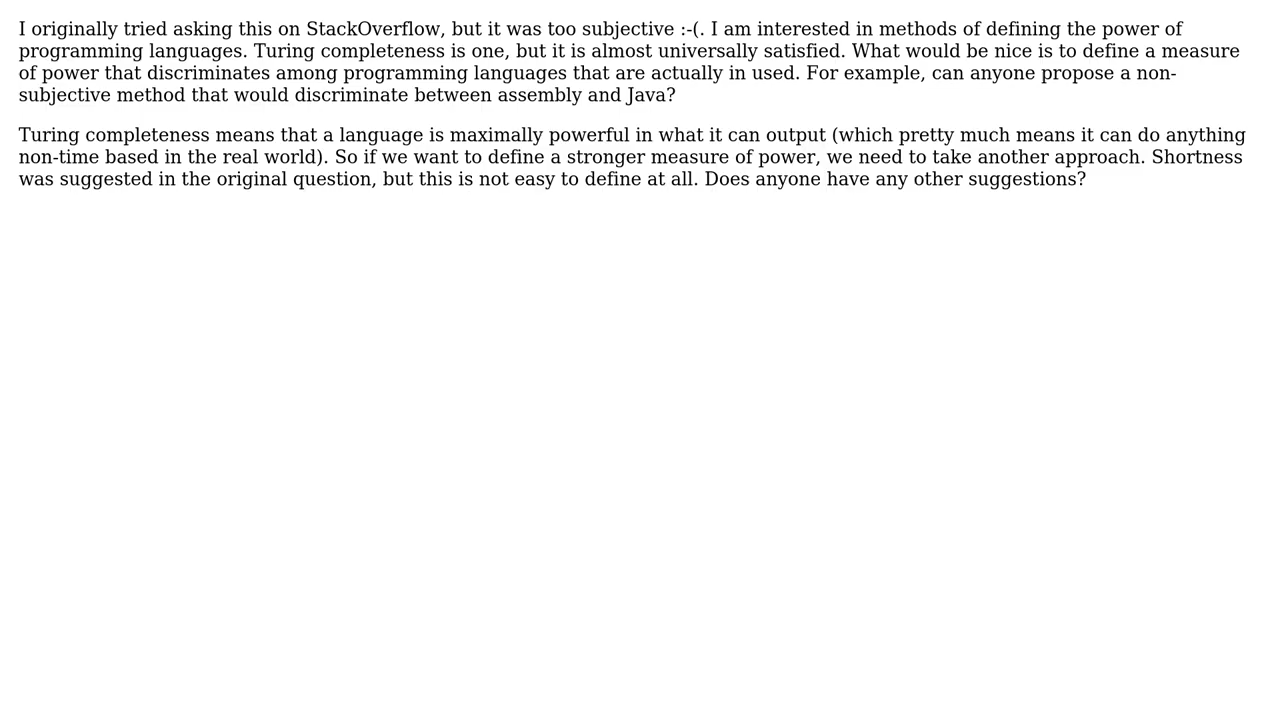 I originally tried asking this on StackOverflow, but it was too subjective :-(. I am interested in methods of defining the power of
programming languages. Turing completeness is one, but it is almost universally satisfied. What would be nice is to define a measure
of power that discriminates among programming languages that are actually in used. For example, can anyone propose a non-
subjective method that would discriminate between assembly and Java?
Turing completeness means that a language is maximally powerful in what it can output (which pretty much means it can do anything
non-time based in the real world). So if we want to define a stronger measure of power, we need to take another approach. Shortness
was suggested in the original question, but this is not easy to define at all. Does anyone have any other suggestions?